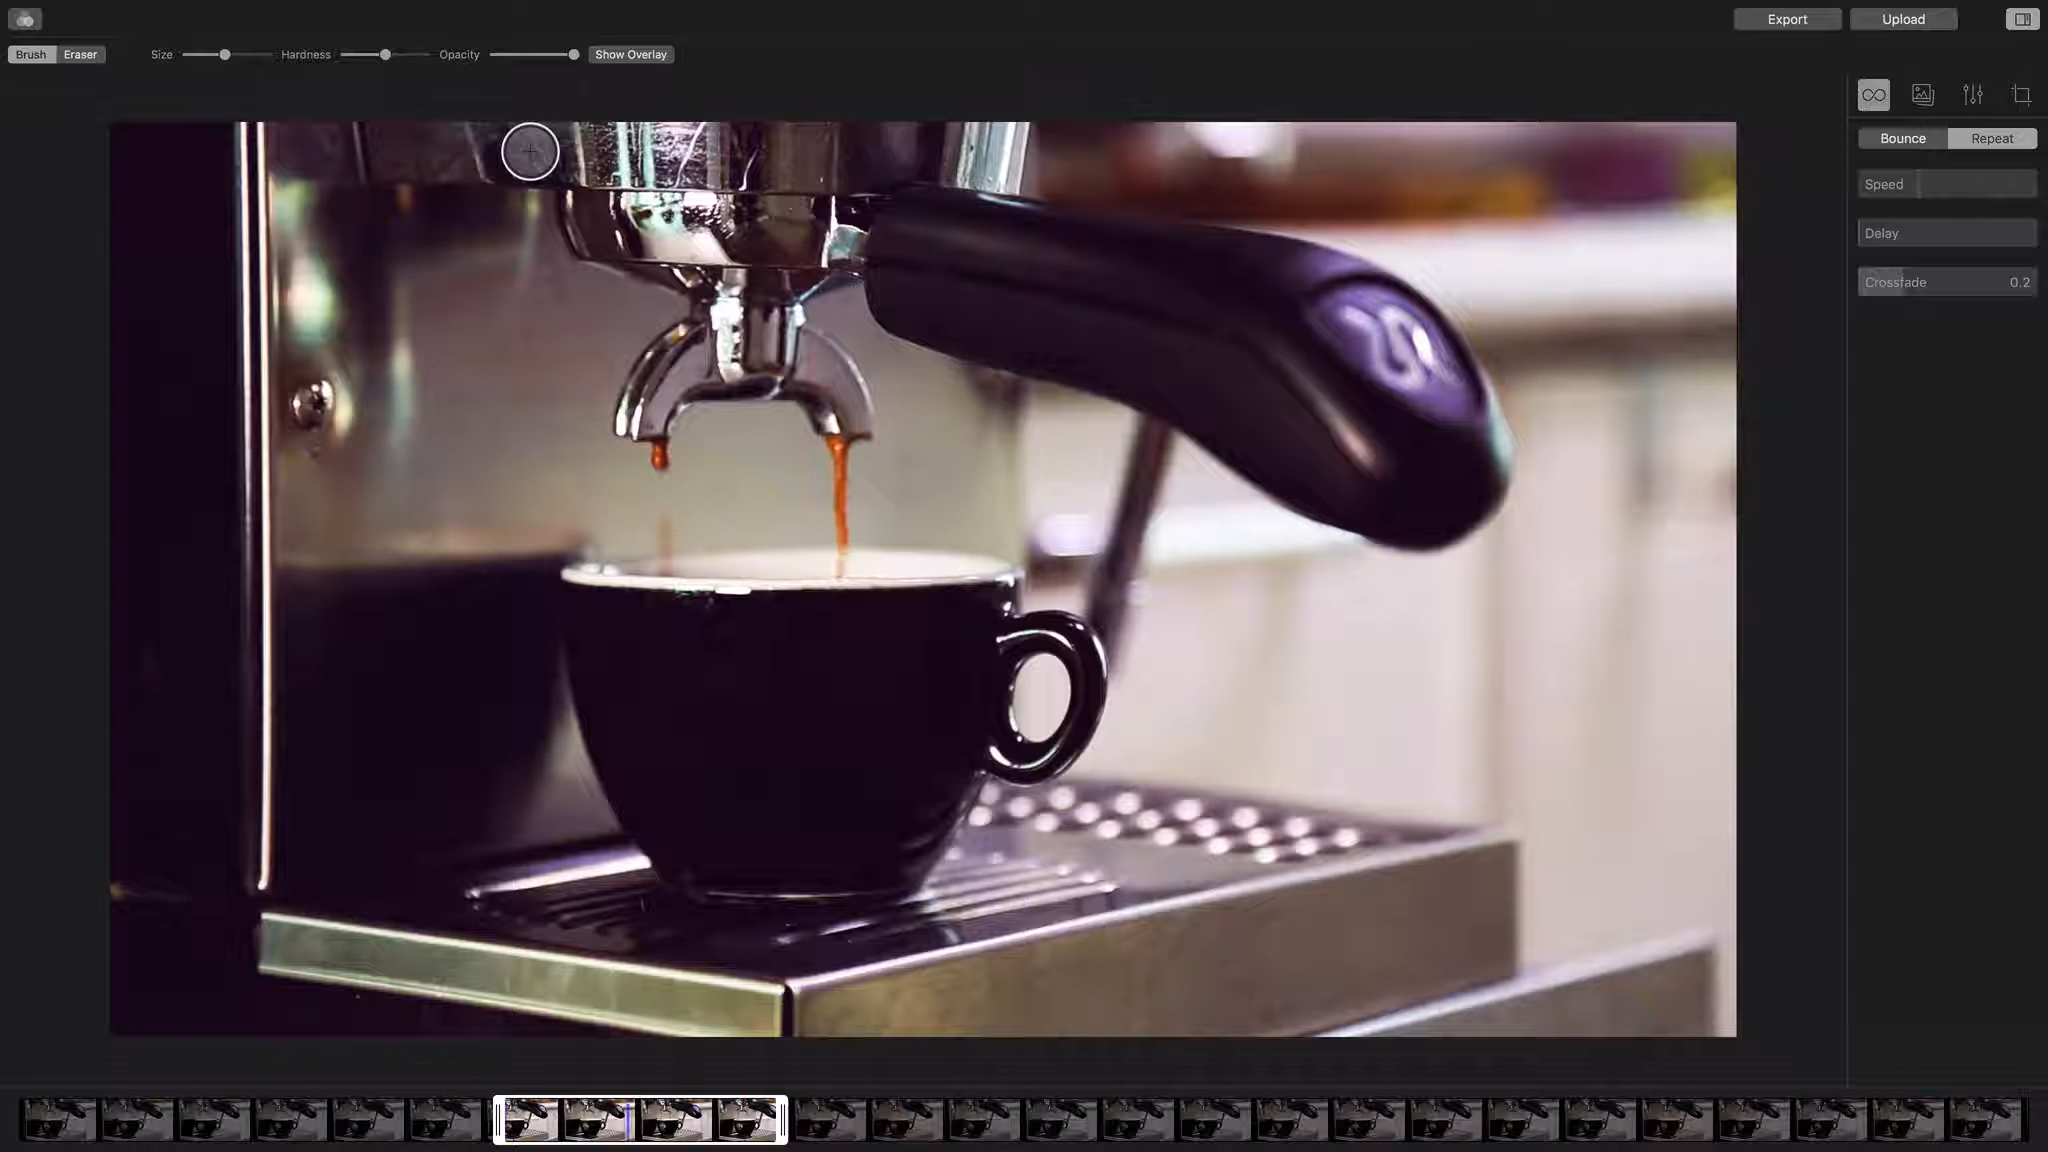 Export Upload
Brush Eraser Size Hardness Opacity Show Overlay
Bounce Repeat
Speed
Delay
Crossfade 0.2